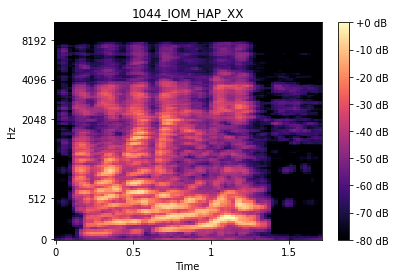 1044_IOM_HAP_XX
8192
4096
2048
1024
512
0
Hz
0
0.5
1
1.5
Time
+0 dB
-10 dB
-20 dB
-30 dB
-40 dB
-50 dB
-60 dB
-70 dB
-80 dB